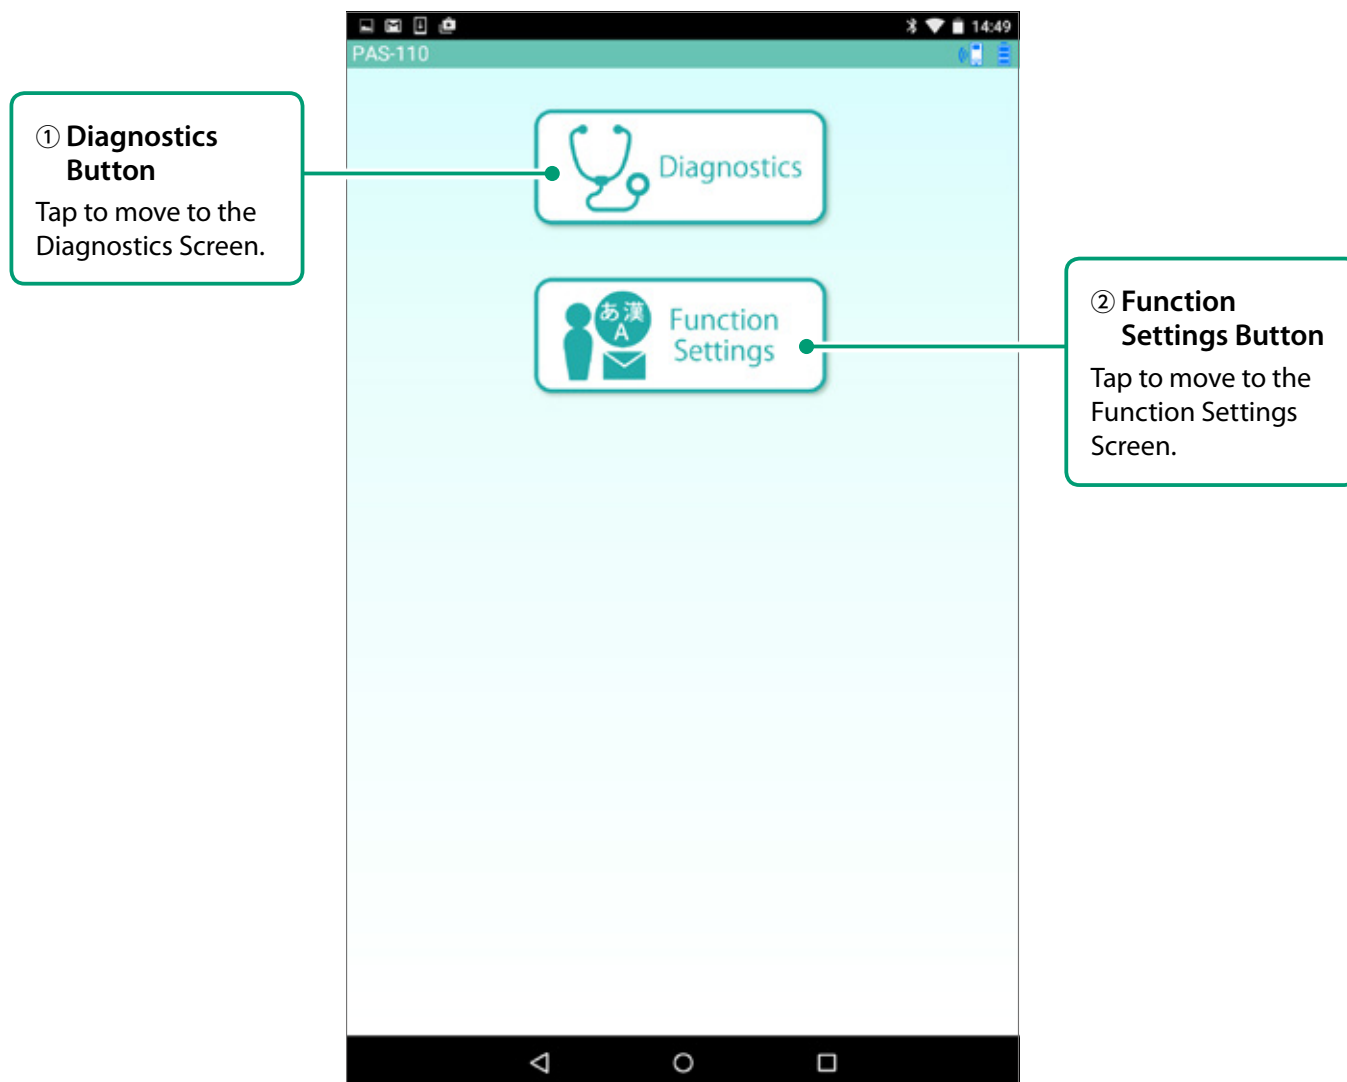 14:49
PAS-110
① Diagnostics
Button
Tap to move to the
Diagnostics Screen.
Diagnostics
あ漢
A
Function
Settings
② Function
Settings Button
Tap to move to the
Function Settings
Screen.